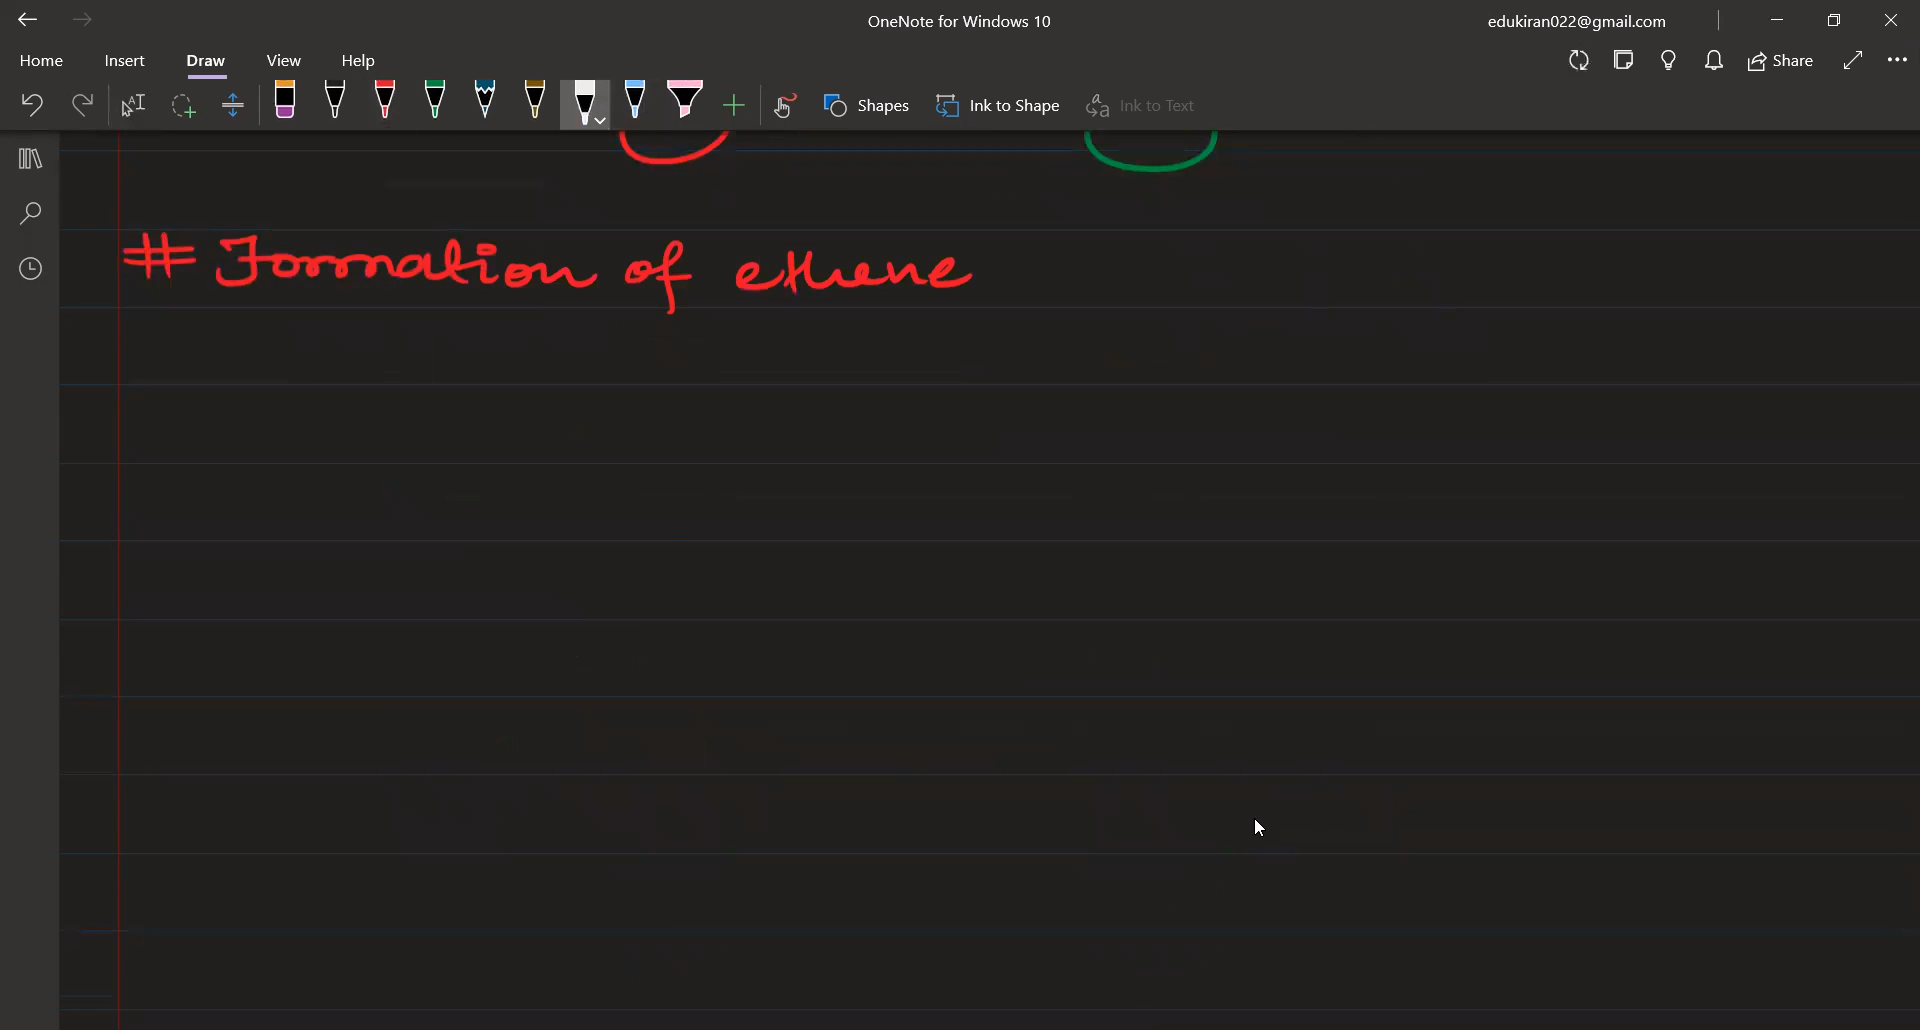 OneNote for Windows 10
edukiran022@gmail.com
Home Insert Draw View Help
Share
Shapes Ink to Shape Ink to Text
# Formation of ethene